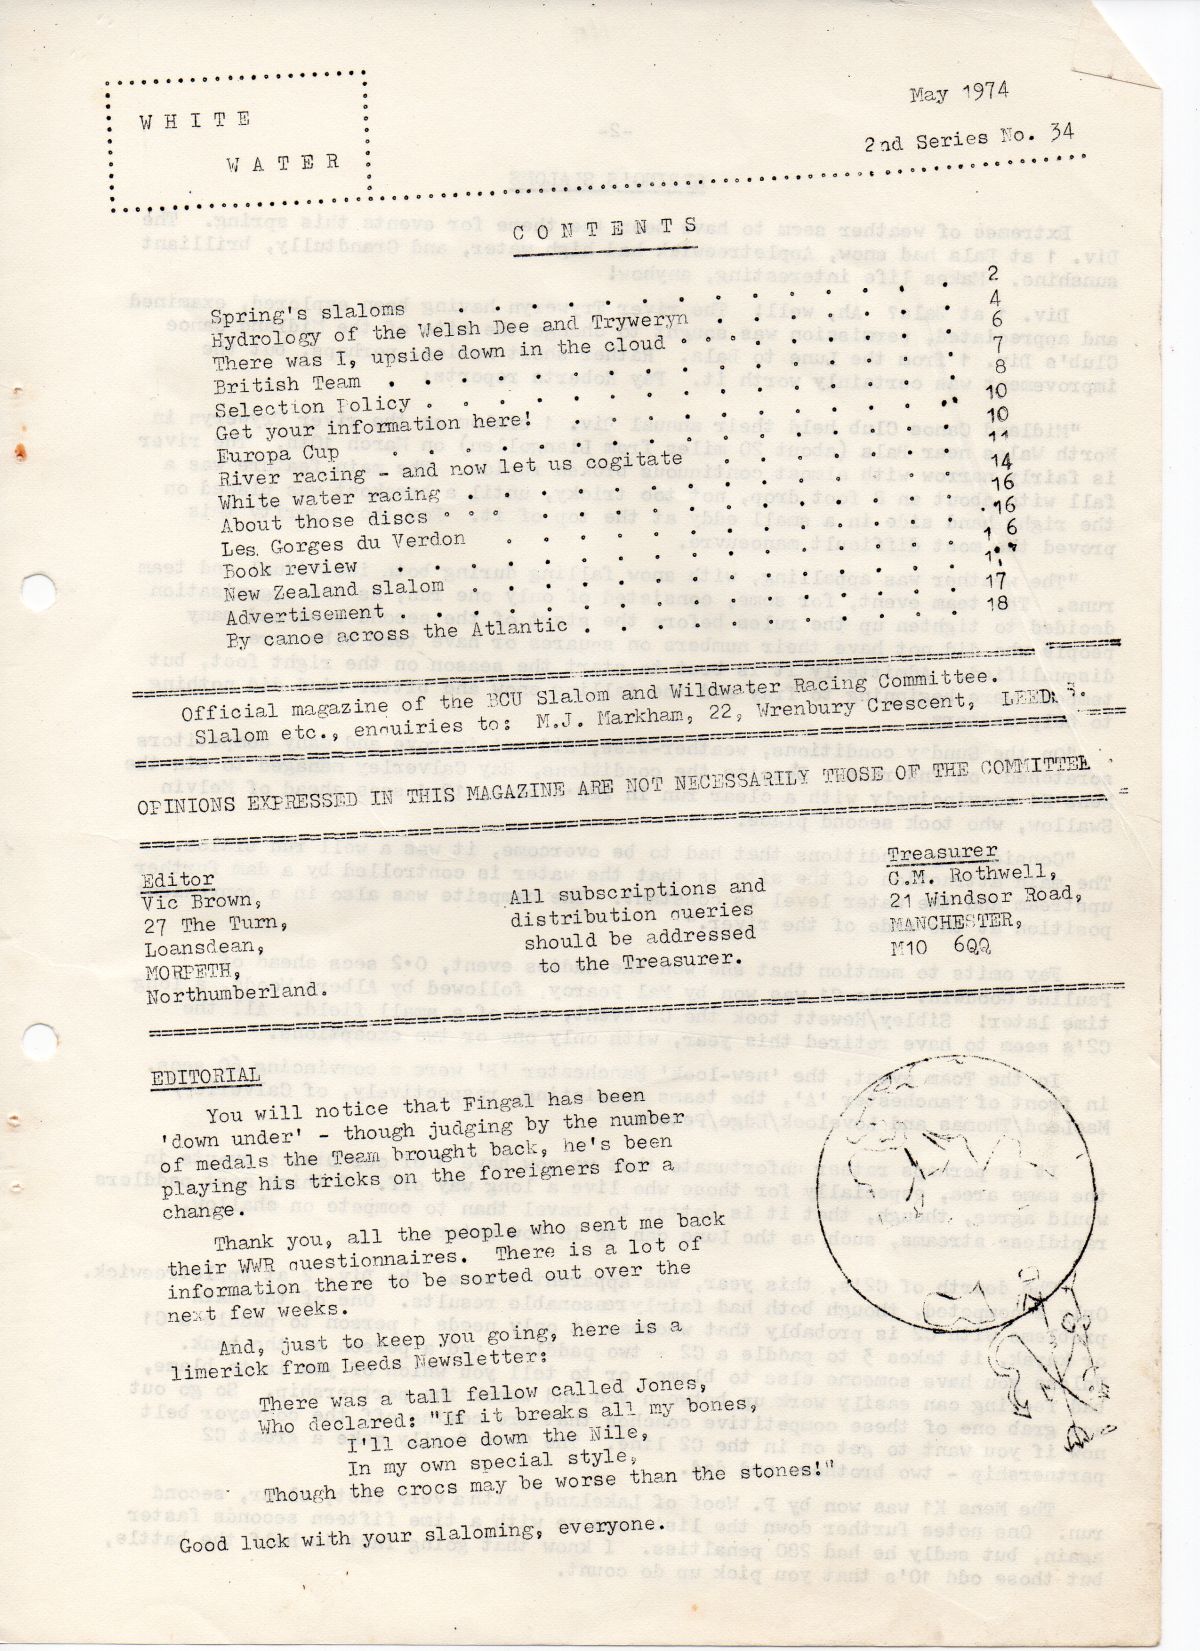 WHITE
WATER
May 1974
2nd Series No. 34
CONTENTS
Spring's slaloms . . . . . . . . . . . . . 2
Hydrology of the Welsh Dee and Tryweryn . . . . . . . 4
There was I, upside down in the cloud . . . . . . . . 6
British Team . . . . . . . . . . . . . . 7
Selection Policy . . . . . . . . . . . . . 8
Get your information here! . . . . . . . . . . 10
Europa Cup . . . . . . . . . . . . . . 10
River racing - and now let us cogitate . . . . . . . 11
White water racing . . . . . . . . . . . . 14
About those discs . . . . . . . . . . . . 16
Les Gorges du Verdon . . . . . . . . . . . 16
Book review . . . . . . . . . . . . . . 16
New Zealand slalom . . . . . . . . . . . .
Advertisement . . . . . . . . . . . . . 17
By canoe across the Atlantic . . . . . . . . . 18
Official magazine of the BCU Slalom and Wildwater Racing Committee.
Slalom etc., enquiries to: M.J. Markham, 22, Wrenbury Crescent, LEEDS 3.
OPINIONS EXPRESSED IN THIS MAGAZINE ARE NOT NECESSARILY THOSE OF THE COMMITTEE
Editor
Vic Brown,
27 The Turn,
Loansdean,
MORPETH,
Northumberland.
All subscriptions and
distribution queries
should be addressed
to the Treasurer.
Treasurer
C.M. Rothwell,
21 Windsor Road,
MANCHESTER,
M10 6QQ
EDITORIAL
You will notice that Fingal has been
'down under' - though judging by the number
of medals the Team brought back, he's been
playing his tricks on the foreigners for a
change.
Thank you, all the people who sent me back
their WWR questionnaires. There is a lot of
information there to be sorted out over the
next few weeks.
And, just to keep you going, here is a
limerick from Leeds Newsletter:
There was a tall fellow called Jones,
Who declared: "If it breaks all my bones,
I'll canoe down the Nile,
In my own special style,
Though the crocs may be worse than the stones!"
Good luck with your slaloming, everyone.